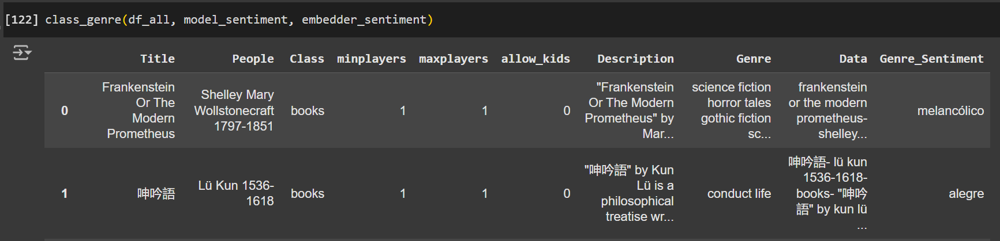 [122] class_genre(df_all, model_sentiment, embedder_sentiment)
Title People Class minplayers maxplayers allow_kids Description Genre Data Genre_Sentiment
0
Frankenstein
Or The
Modern
Prometheus
Shelley Mary
Wollstonecraft
1797-1851
books
1
1
0
"Frankenstein
Or The Modern
Prometheus" by
Mar...
science fiction
horror tales
gothic fiction
sc...
frankenstein
or the modern
prometheus-
shelley...
melancólico
1
呻吟語
Lü Kun 1536-
1618
books
1
1
0
"呻吟語" by Kun
Lü is a
philosophical
treatise wr...
conduct life
呻吟語- lü kun
1536-1618-
books- "呻吟
語" by kun lü
...
alegre